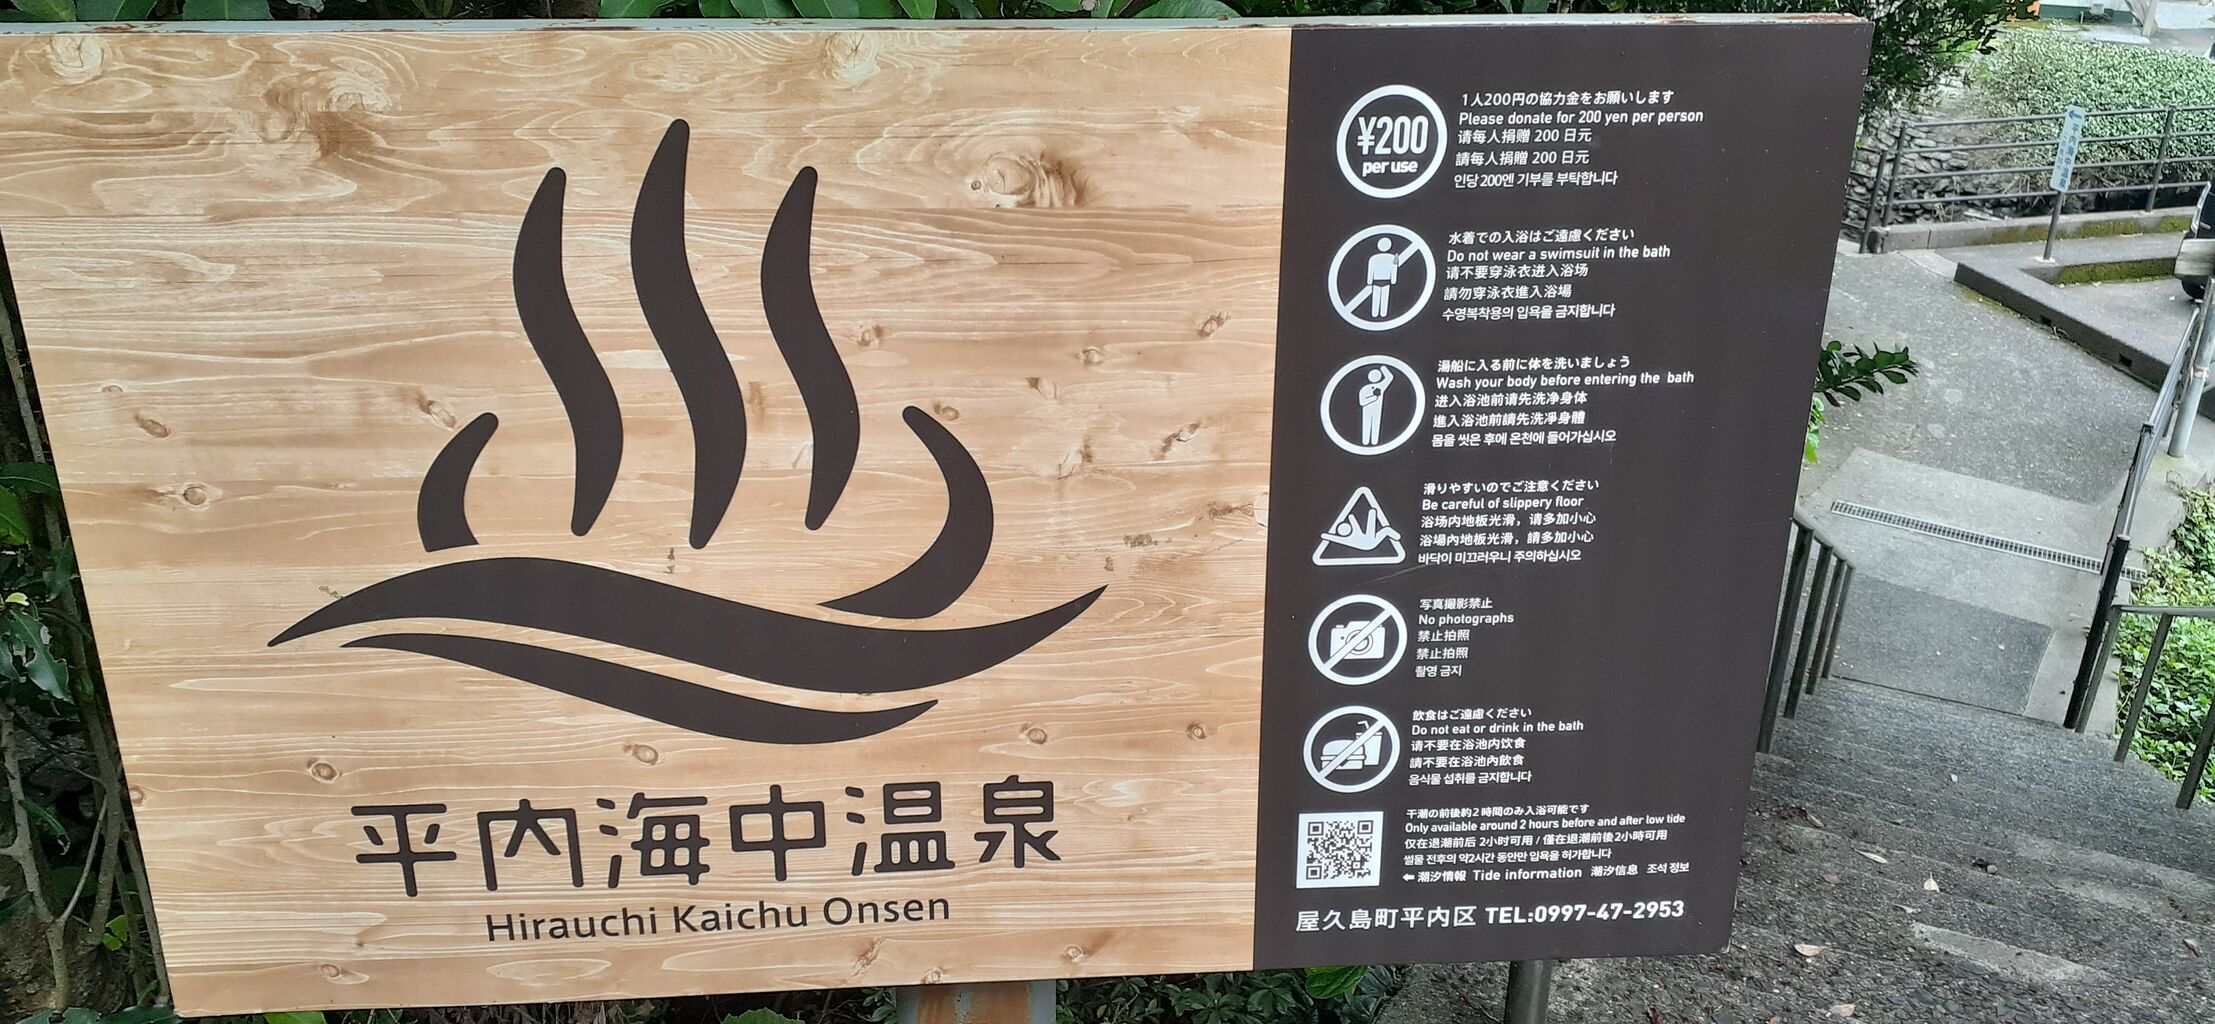 平内海中温泉
Hirauchi Kaichu Onsen
¥200
per use
1人200円の協力金をお願いします
Please donate for 200 yen per person
请每人捐赠 200 日元
請每人捐贈 200 日元
인당 200엔 기부를 부탁합니다
水着での入浴はご遠慮ください
Do not wear a swimsuit in the bath
请不要穿泳衣进入浴场
請勿穿泳衣進入浴場
수영복착용의 입욕을 금지합니다
湯船に入る前に体を洗いましょう
Wash your body before entering the bath
进入浴池前请先洗净身体
進入浴池前請先洗凈身體
몸을 씻은 후에 온천에 들어가십시오
滑りやすいのでご注意ください
Be careful of slippery floor
浴场内地板光滑，请多加小心
浴場內地板光滑，請多加小心
바닥이 미끄러우니 주의하십시오
写真撮影禁止
No photographs
禁止拍照
禁止拍照
촬영 금지
飲食はご遠慮ください
Do not eat or drink in the bath
请不要在浴池内饮食
請不要在浴池內飲食
음식물 섭취를 금지합니다
干潮の前後約2時間のみ入浴可能です
Only available around 2 hours before and after low tide
仅在退潮前后 2小时可用 / 僅在退潮前後2小時可用
썰물 전후의 약2시간 동안만 입욕을 허가합니다
← 潮汐情報 Tide information 潮汐信息 조석 정보
屋久島町平内区 TEL:0997-47-2953
平内海中温泉